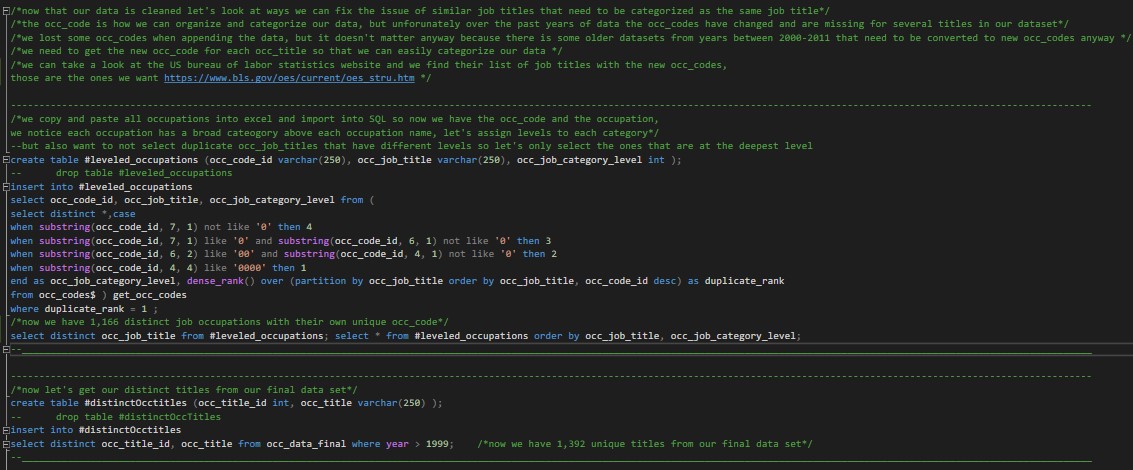 /*now that our data is cleaned let's look at ways we can fix the issue of similar job titles that need to be categorized as the same job title*/
/*the occ_code is how we can organize and categorize our data, but unforunately over the past years of data the occ_codes have changed and are missing for several titles in our dataset*/
/*we lost some occ_codes when appending the data, but it doesn't matter anyway because there is some older datasets from years between 2000-2011 that need to be converted to new occ_codes anyway */
/*we need to get the new occ_code for each occ_title so that we can easily categorize our data */
/*we can take a look at the US bureau of labor statistics website and we find their list of job titles with the new occ_codes,
those are the ones we want https://www.bls.gov/oes/current/oes_stru.htm */
/*we copy and paste all occupations into excel and import into SQL so now we have the occ_code and the occupation,
we notice each occupation has a broad cateogory above each occupation name, let's assign levels to each category*/
--but also want to not select duplicate occ_job_titles that have different levels so let's only select the ones that are at the deepest level
create table #leveled_occupations (occ_code_id varchar(250), occ_job_title varchar(250), occ_job_category_level int );
-- drop table #leveled_occupations
insert into #leveled_occupations
select occ_code_id, occ_job_title, occ_job_category_level from (
select distinct *,case
when substring(occ_code_id, 7, 1) not like '0' then 4
when substring(occ_code_id, 7, 1) like '0' and substring(occ_code_id, 6, 1) not like '0' then 3
when substring(occ_code_id, 6, 2) like '00' and substring(occ_code_id, 4, 1) not like '0' then 2
when substring(occ_code_id, 4, 4) like '0000' then 1
end as occ_job_category_level, dense_rank() over (partition by occ_job_title order by occ_job_title, occ_code_id desc) as duplicate_rank
from occ_codes$ ) get_occ_codes
where duplicate_rank = 1 ;
/*now we have 1,166 distinct job occupations with their own unique occ_code*/
select distinct occ_job_title from #leveled_occupations; select * from #leveled_occupations order by occ_job_title, occ_job_category_level;
--
/*now let's get our distinct titles from our final data set*/
create table #distinctOcctitles (occ_title_id int, occ_title varchar(250) );
-- drop table #distinctOccTitles
insert into #distinctOcctitles
select distinct occ_title_id, occ_title from occ_data_final where year > 1999; /*now we have 1,392 unique titles from our final data set*/
--